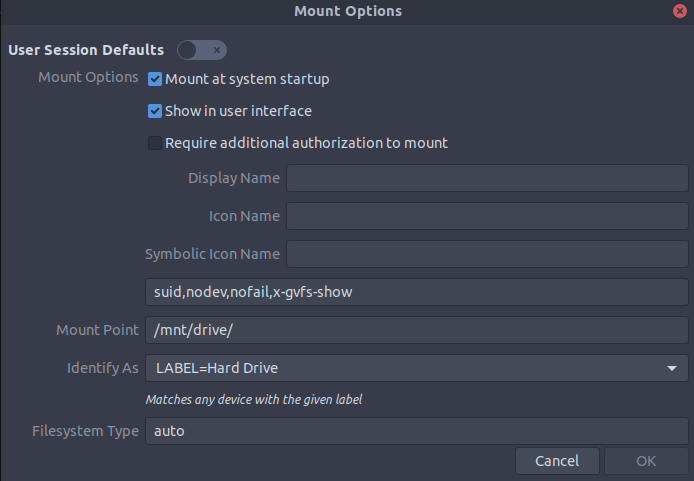 Mount Options
User Session Defaults
Mount Options
Mount at system startup
Show in user interface
Require additional authorization to mount
Display Name
Icon Name
Symbolic Icon Name
suid,nodev,nofail,x-gvfs-show
Mount Point /mnt/drive/
Identify As LABEL=Hard Drive
Matches any device with the given label
Filesystem Type auto
Cancel OK